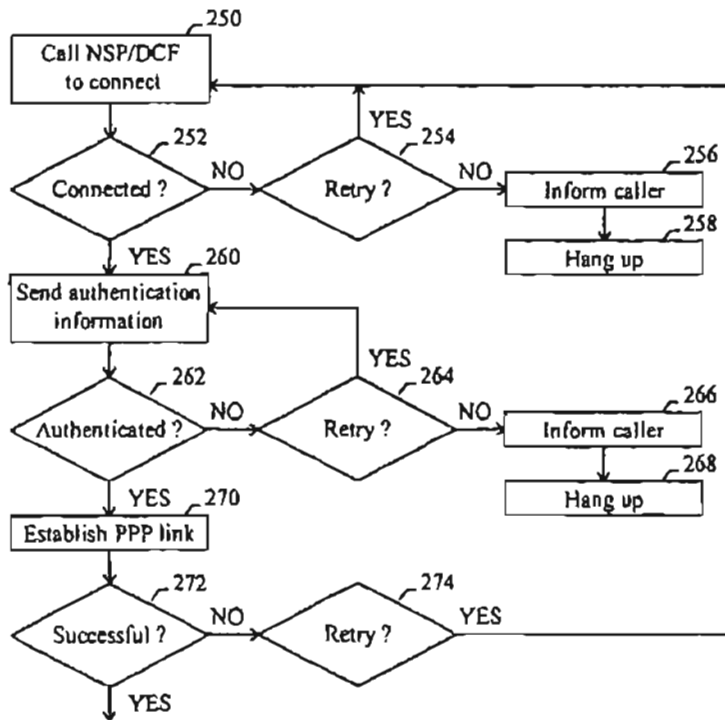 250
Call NSP/DCF
to connect
YES
252
254
256
Connected ?
NO
Retry ?
NO
Inform caller
258
YES
260
Hang up
Send authentication
information
YES
262
264
266
Authenticated ?
NO
Retry ?
NO
Inform caller
268
YES
270
Hang up
Establish PPP link
272
274
NO
YES
Successful ?
Retry ?
YES